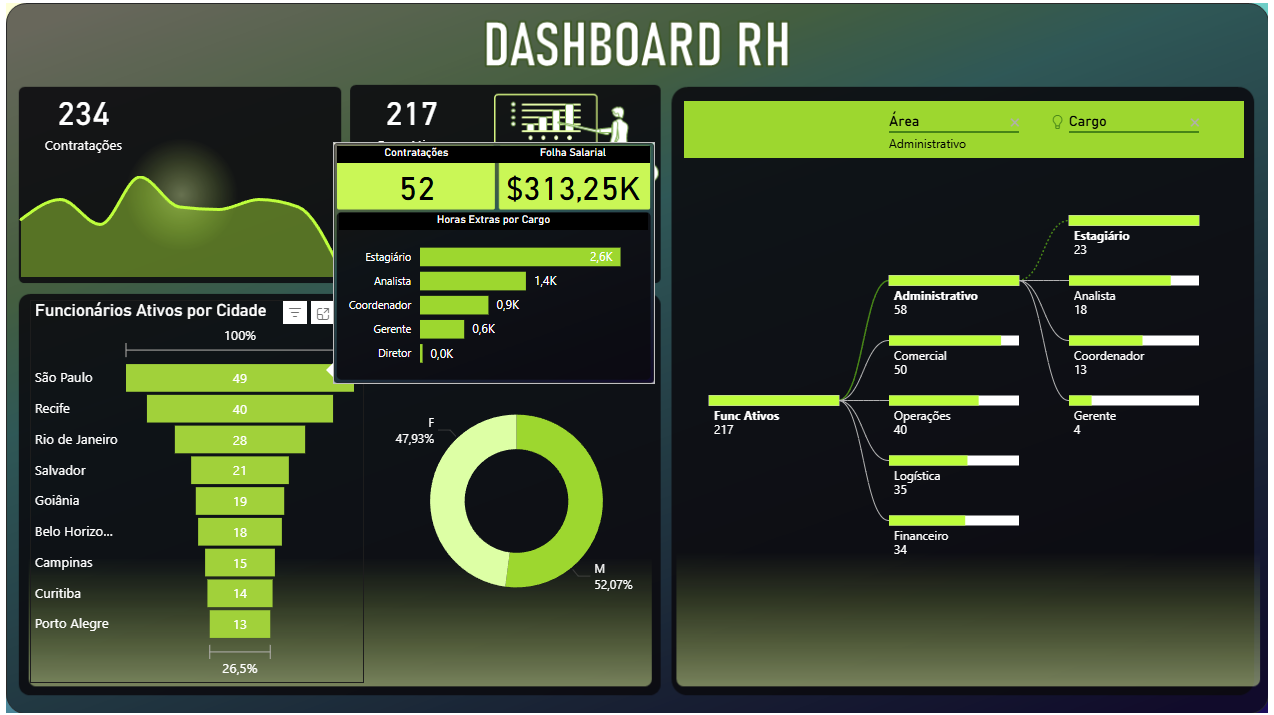 DASHBOARD RH
234
Contratações
217
Contratações
52
Folha Salarial
$313,25K
Horas Extras por Cargo
Estagiário 2,6K
Analista 1,4K
Coordenador 0,9K
Gerente 0,6K
Diretor 0,0K
Funcionários Ativos por Cidade
100%
São Paulo 49
Recife 40
Rio de Janeiro 28
Salvador 21
Goiânia 19
Belo Horizo... 18
Campinas 15
Curitiba 14
Porto Alegre 13
26,5%
F
47,93%
M
52,07%
Área
Administrativo
Cargo
Func Ativos
217
Administrativo
58
Comercial
50
Operações
40
Logística
35
Financeiro
34
Estagiário
23
Analista
18
Coordenador
13
Gerente
4